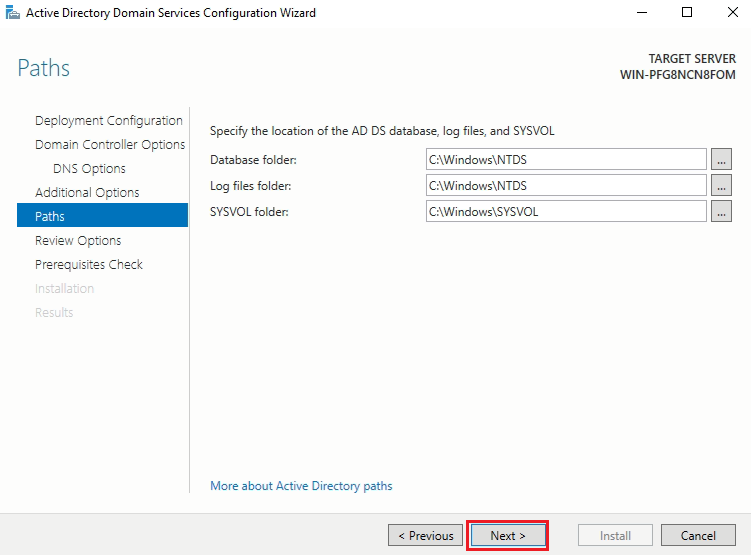 Active Directory Domain Services Configuration Wizard
Paths
TARGET SERVER
WIN-PFG8NCN8FOM
Deployment Configuration
Domain Controller Options
DNS Options
Additional Options
Paths
Review Options
Prerequisites Check
Installation
Results
Specify the location of the AD DS database, log files, and SYSVOL
Database folder: C:\Windows\NTDS ...
Log files folder: C:\Windows\NTDS ...
SYSVOL folder: C:\Windows\SYSVOL ...
More about Active Directory paths
< Previous Next > Install Cancel